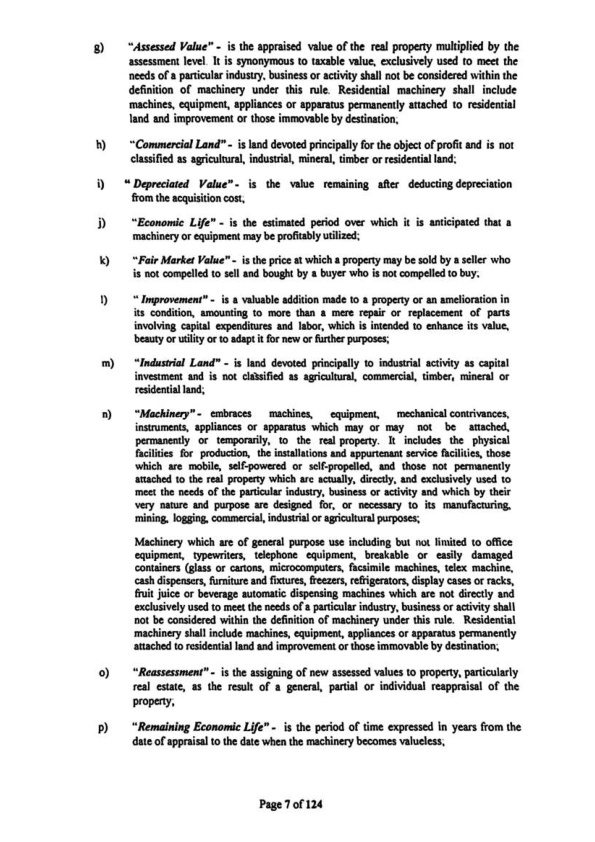 g) "Assessed Value" - is the appraised value of the real property multiplied by the
assessment level. It is synonymous to taxable value, exclusively used to meet the
needs of a particular industry, business or activity shall not be considered within the
definition of machinery under this rule. Residential machinery shall include
machines, equipment, appliances or apparatus permanently attached to residential
land and improvement or those immovable by destination;
h) "Commercial Land" - is land devoted principally for the object of profit and is not
classified as agricultural, industrial, mineral, timber or residential land;
i) " Depreciated Value" - is the value remaining after deducting depreciation
from the acquisition cost;
j) "Economic Life" - is the estimated period over which it is anticipated that a
machinery or equipment may be profitably utilized;
k) "Fair Market Value" - is the price at which a property may be sold by a seller who
is not compelled to sell and bought by a buyer who is not compelled to buy;
l) " Improvement" - is a valuable addition made to a property or an amelioration in
its condition, amounting to more than a mere repair or replacement of parts
involving capital expenditures and labor, which is intended to enhance its value,
beauty or utility or to adapt it for new or further purposes;
m) "Industrial Land" - is land devoted principally to industrial activity as capital
investment and is not classified as agricultural, commercial, timber, mineral or
residential land;
n) "Machinery" - embraces machines, equipment, mechanical contrivances,
instruments, appliances or apparatus which may or may not be attached,
permanently or temporarily, to the real property. It includes the physical
facilities for production, the installations and appurtenant service facilities, those
which are mobile, self-powered or self-propelled, and those not permanently
attached to the real property which are actually, directly, and exclusively used to
meet the needs of the particular industry, business or activity and which by their
very nature and purpose are designed for, or necessary to its manufacturing,
mining, logging, commercial, industrial or agricultural purposes;
Machinery which are of general purpose use including but not limited to office
equipment, typewriters, telephone equipment, breakable or easily damaged
containers (glass or cartons, microcomputers, facsimile machines, telex machine,
cash dispensers, furniture and fixtures, freezers, refrigerators, display cases or racks,
fruit juice or beverage automatic dispensing machines which are not directly and
exclusively used to meet the needs of a particular industry, business or activity shall
not be considered within the definition of machinery under this rule. Residential
machinery shall include machines, equipment, appliances or apparatus permanently
attached to residential land and improvement or those immovable by destination;
o) "Reassessment" - is the assigning of new assessed values to property, particularly
real estate, as the result of a general, partial or individual reappraisal of the
property;
p) "Remaining Economic Life" - is the period of time expressed in years from the
date of appraisal to the date when the machinery becomes valueless;
Page 7 of 124